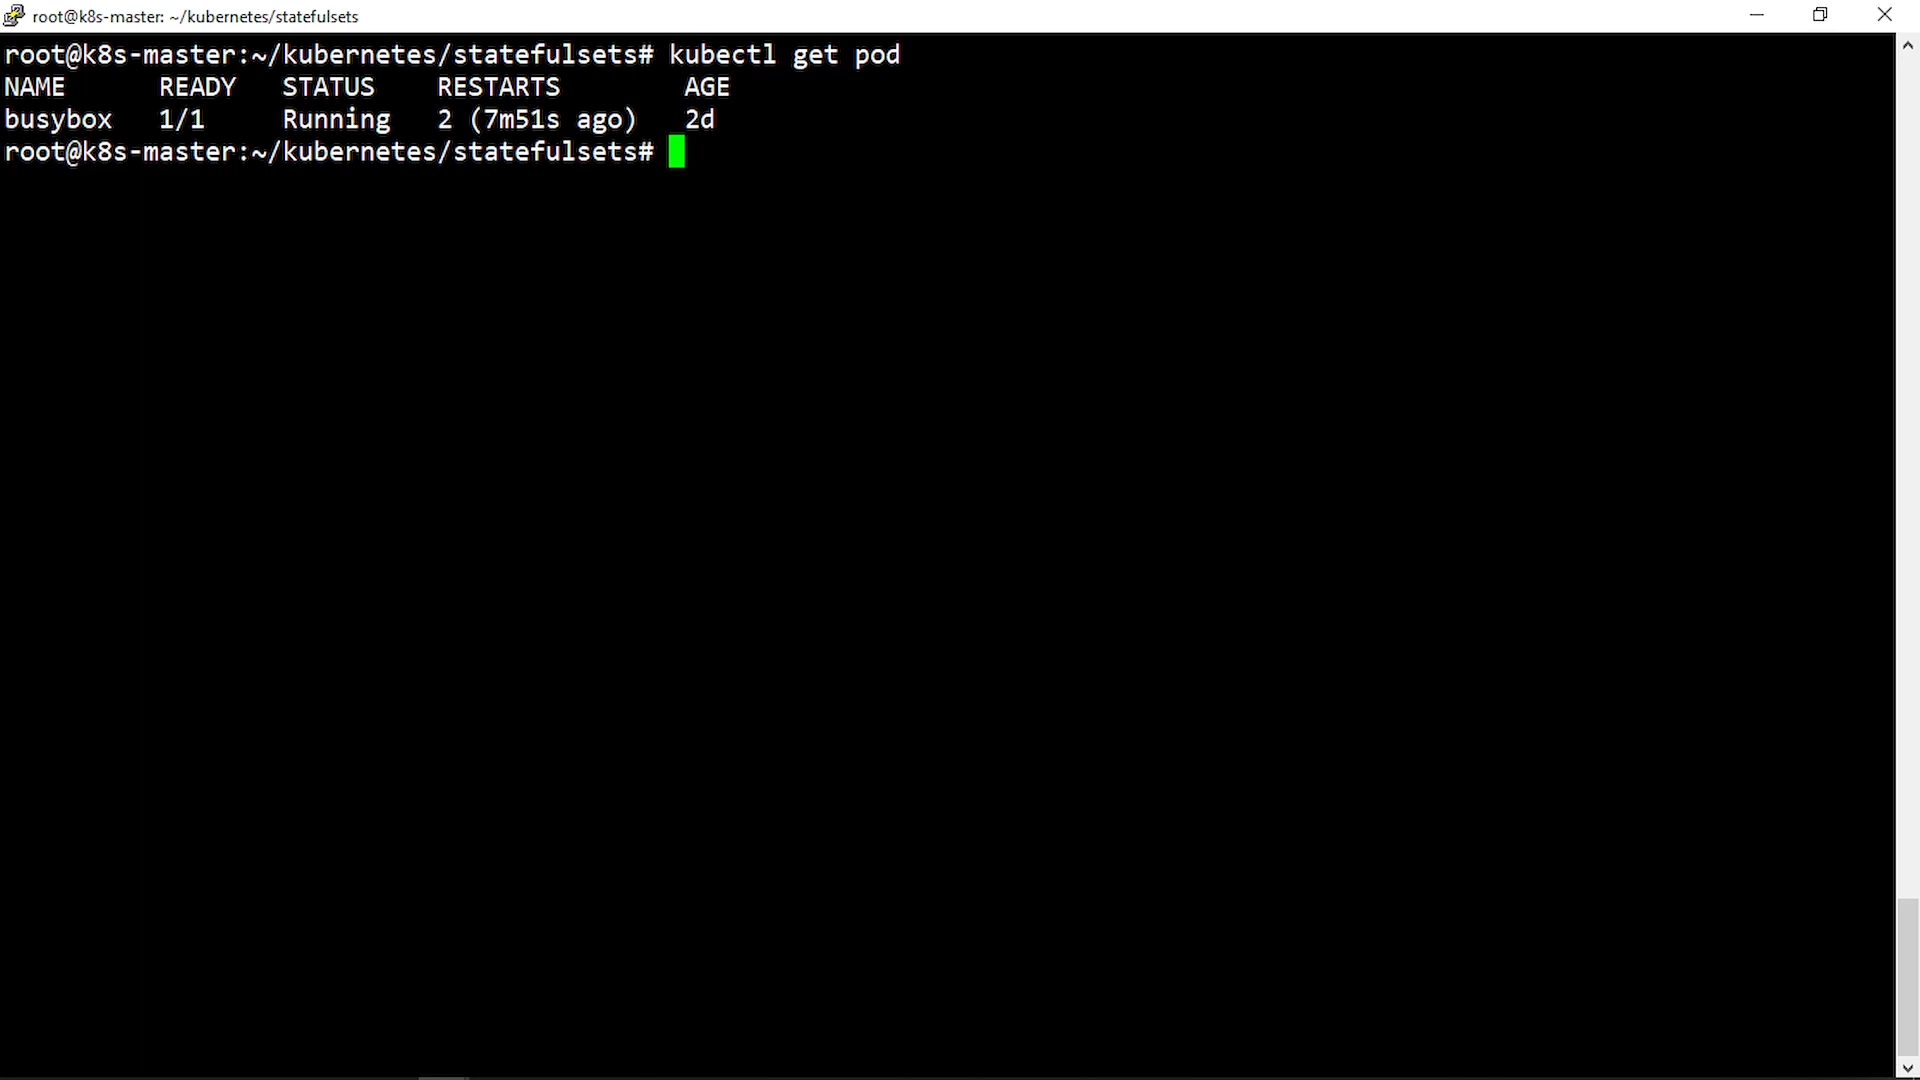 root@k8s-master: ~/kubernetes/statefulsets
root@k8s-master:~/kubernetes/statefulsets# kubectl get pod
NAME      READY   STATUS    RESTARTS        AGE
busybox   1/1     Running   2 (7m51s ago)   2d
root@k8s-master:~/kubernetes/statefulsets#